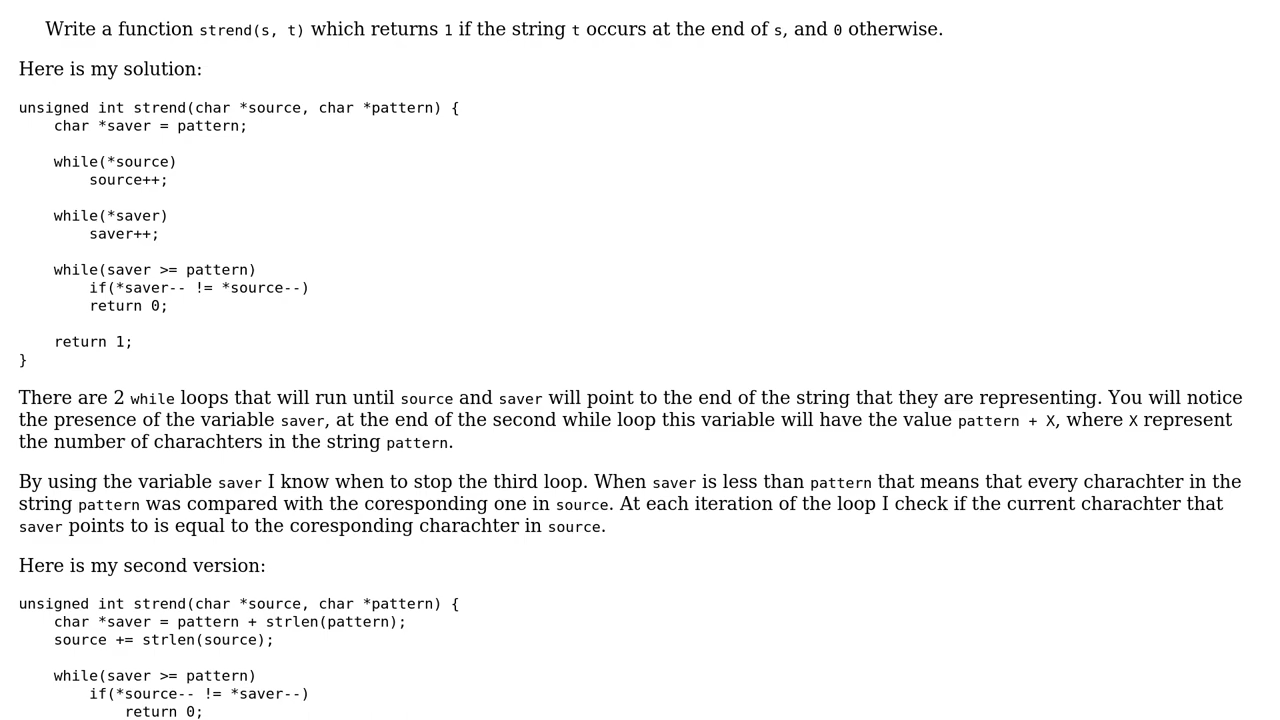 Write a function strend(s, t) which returns 1 if the string t occurs at the end of s, and 0 otherwise.
Here is my solution:
unsigned int strend(char *source, char *pattern) {
    char *saver = pattern;
    while(*source)
        source++;
    while(*saver)
        saver++;
    while(saver >= pattern)
        if(*saver-- != *source--)
        return 0;
    return 1;
}
There are 2 while loops that will run until source and saver will point to the end of the string that they are representing. You will notice
the presence of the variable saver, at the end of the second while loop this variable will have the value pattern + X, where X represent
the number of charachters in the string pattern.
By using the variable saver I know when to stop the third loop. When saver is less than pattern that means that every charachter in the
string pattern was compared with the coresponding one in source. At each iteration of the loop I check if the current charachter that
saver points to is equal to the coresponding charachter in source.
Here is my second version:
unsigned int strend(char *source, char *pattern) {
    char *saver = pattern + strlen(pattern);
    source += strlen(source);
    while(saver >= pattern)
        if(*source-- != *saver--)
            return 0;